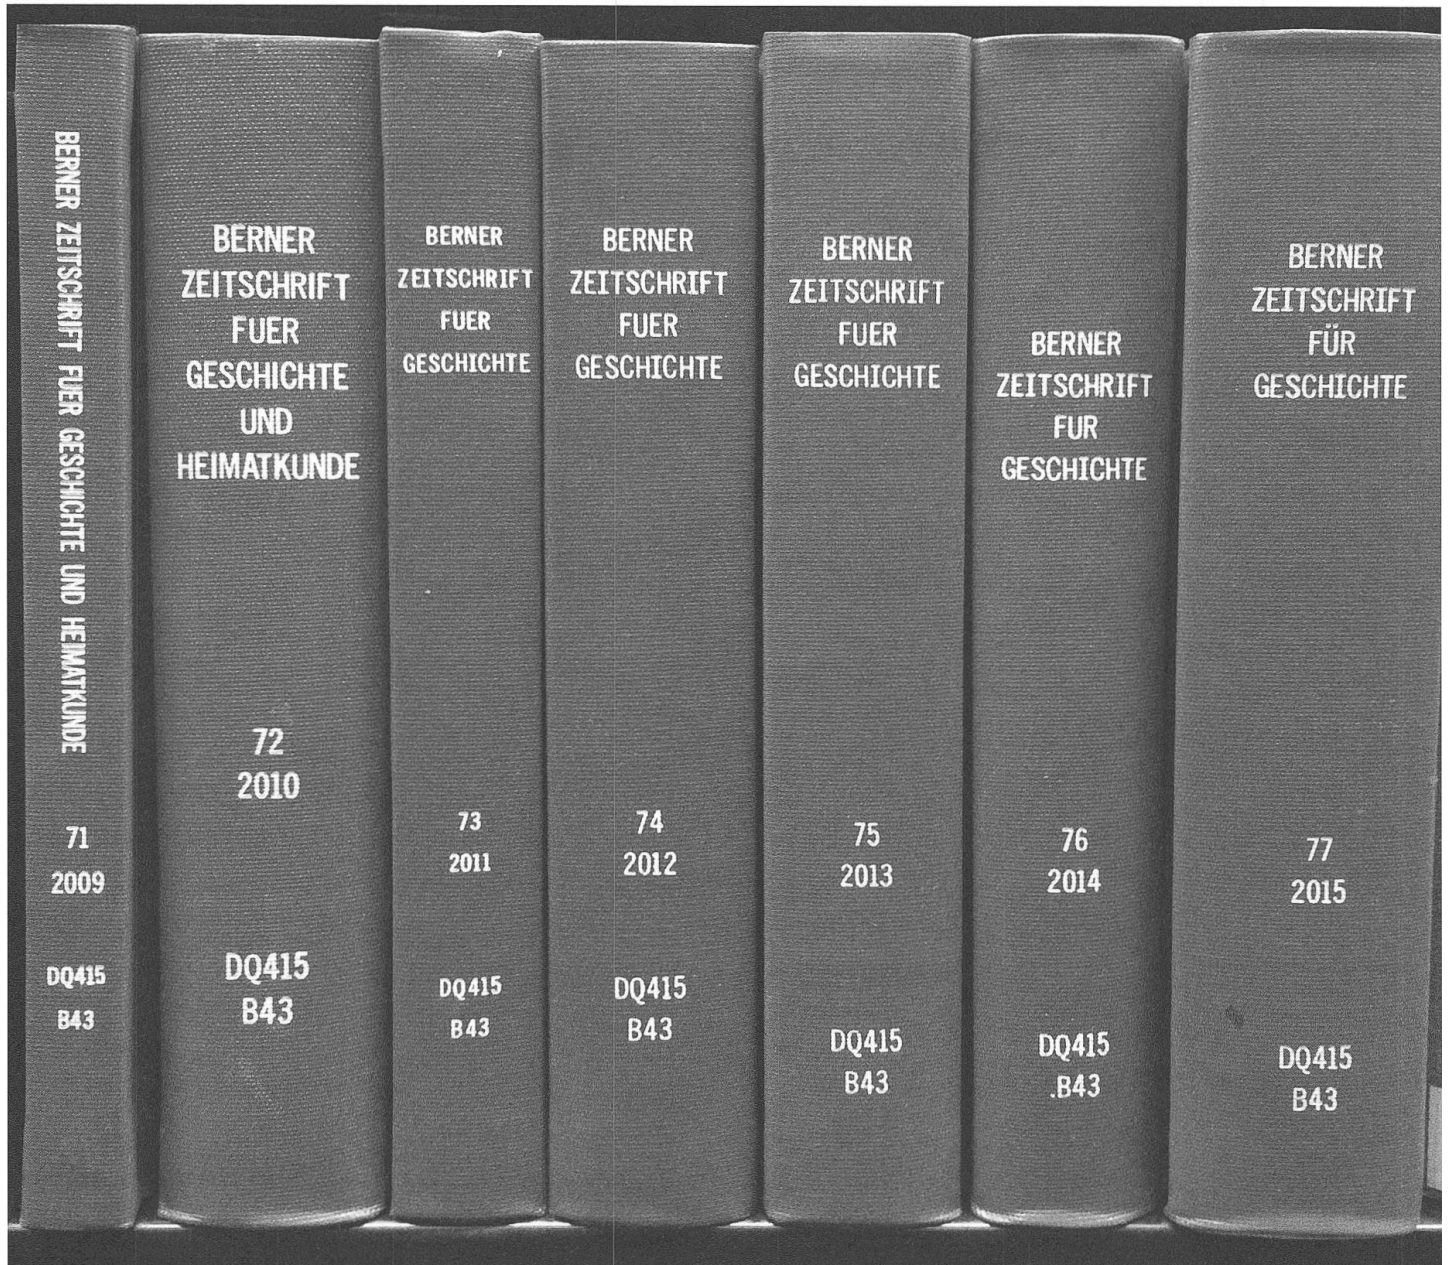 BERNER ZEITSCHRIFT FUER GESCHICHTE UND HEIMATKUNDE
71
2009
DQ415
B43
BERNER
ZEITSCHRIFT
FUER
GESCHICHTE
UND
HEIMATKUNDE
72
2010
DQ415
B43
BERNER
ZEITSCHRIFT
FUER
GESCHICHTE
73
2011
DQ415
B43
BERNER
ZEITSCHRIFT
FUER
GESCHICHTE
74
2012
DQ415
B43
BERNER
ZEITSCHRIFT
FUER
GESCHICHTE
75
2013
DQ415
B43
BERNER
ZEITSCHRIFT
FUR
GESCHICHTE
76
2014
DQ415
.B43
BERNER
ZEITSCHRIFT
FÜR
GESCHICHTE
77
2015
DQ415
B43